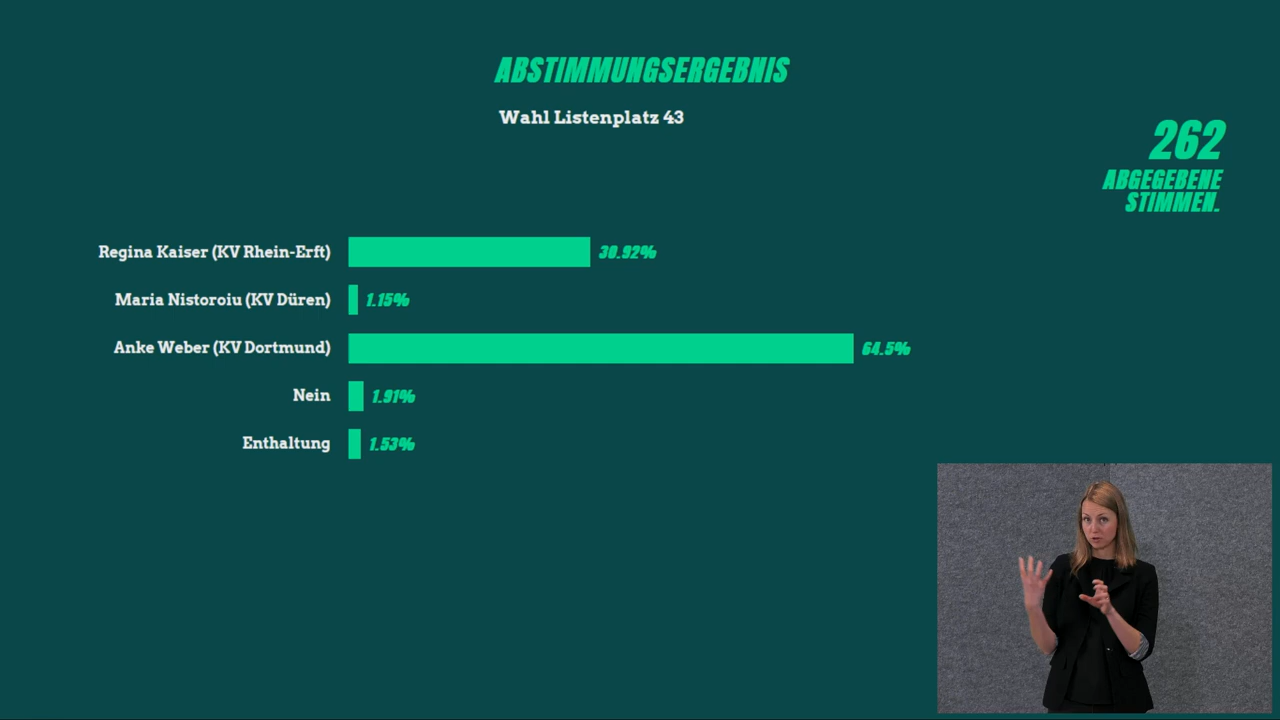 ABSTIMMUNGSERGEBNIS
Wahl Listenplatz 43
262
ABGEGEBENE
STIMMEN.
Regina Kaiser (KV Rhein-Erft) 30.92%
Maria Nistoroiu (KV Düren) 1.15%
Anke Weber (KV Dortmund) 64.5%
Nein 1.91%
Enthaltung 1.53%